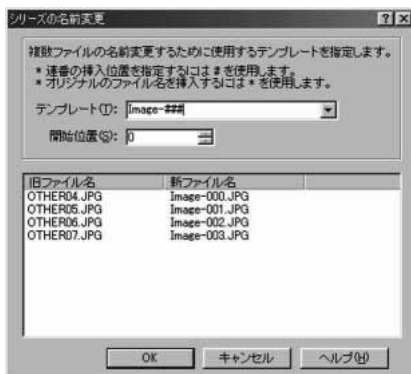 シリーズの名前変更
複数ファイルの名前変更するために使用するテンプレートを指定します。
* 連番の挿入位置を指定するには # を使用します。
* オリジナルのファイル名を挿入するには * を使用します。
テンプレート(T): Image-###
開始位置(S): 0
旧ファイル名 新ファイル名
OTHER04.JPG Image-000.JPG
OTHER05.JPG Image-001.JPG
OTHER06.JPG Image-002.JPG
OTHER07.JPG Image-003.JPG
OK キャンセル ヘルプ(H)